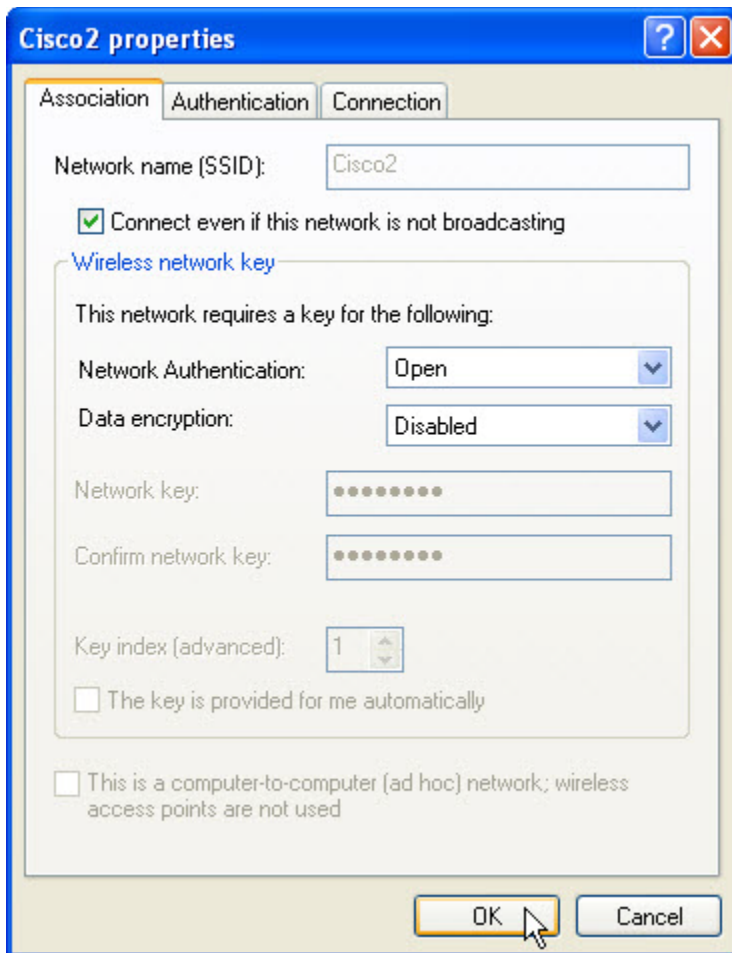 Cisco2 properties
Association Authentication Connection
Network name (SSID): Cisco2
Connect even if this network is not broadcasting
Wireless network key
This network requires a key for the following:
Network Authentication: Open
Data encryption: Disabled
Network key: ••••••••
Confirm network key: ••••••••
Key index (advanced): 1
The key is provided for me automatically
This is a computer-to-computer (ad hoc) network; wireless
access points are not used
OK Cancel